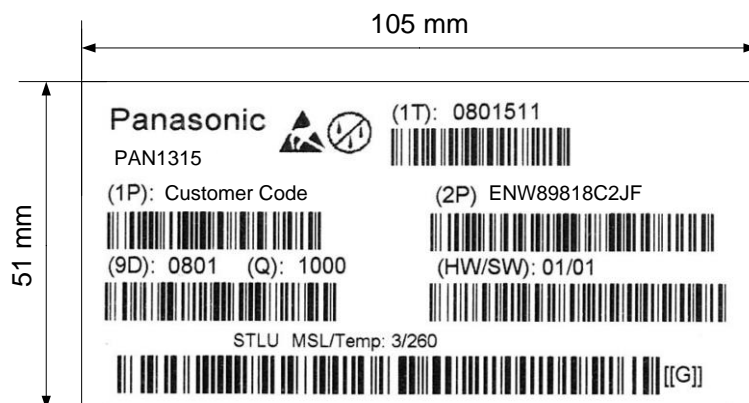 105 mm
51 mm
Panasonic
PAN1315
(1T): 0801511
(1P): Customer Code
(2P) ENW89818C2JF
(9D): 0801 (Q): 1000
(HW/SW): 01/01
STLU MSL/Temp: 3/260
[[G]]